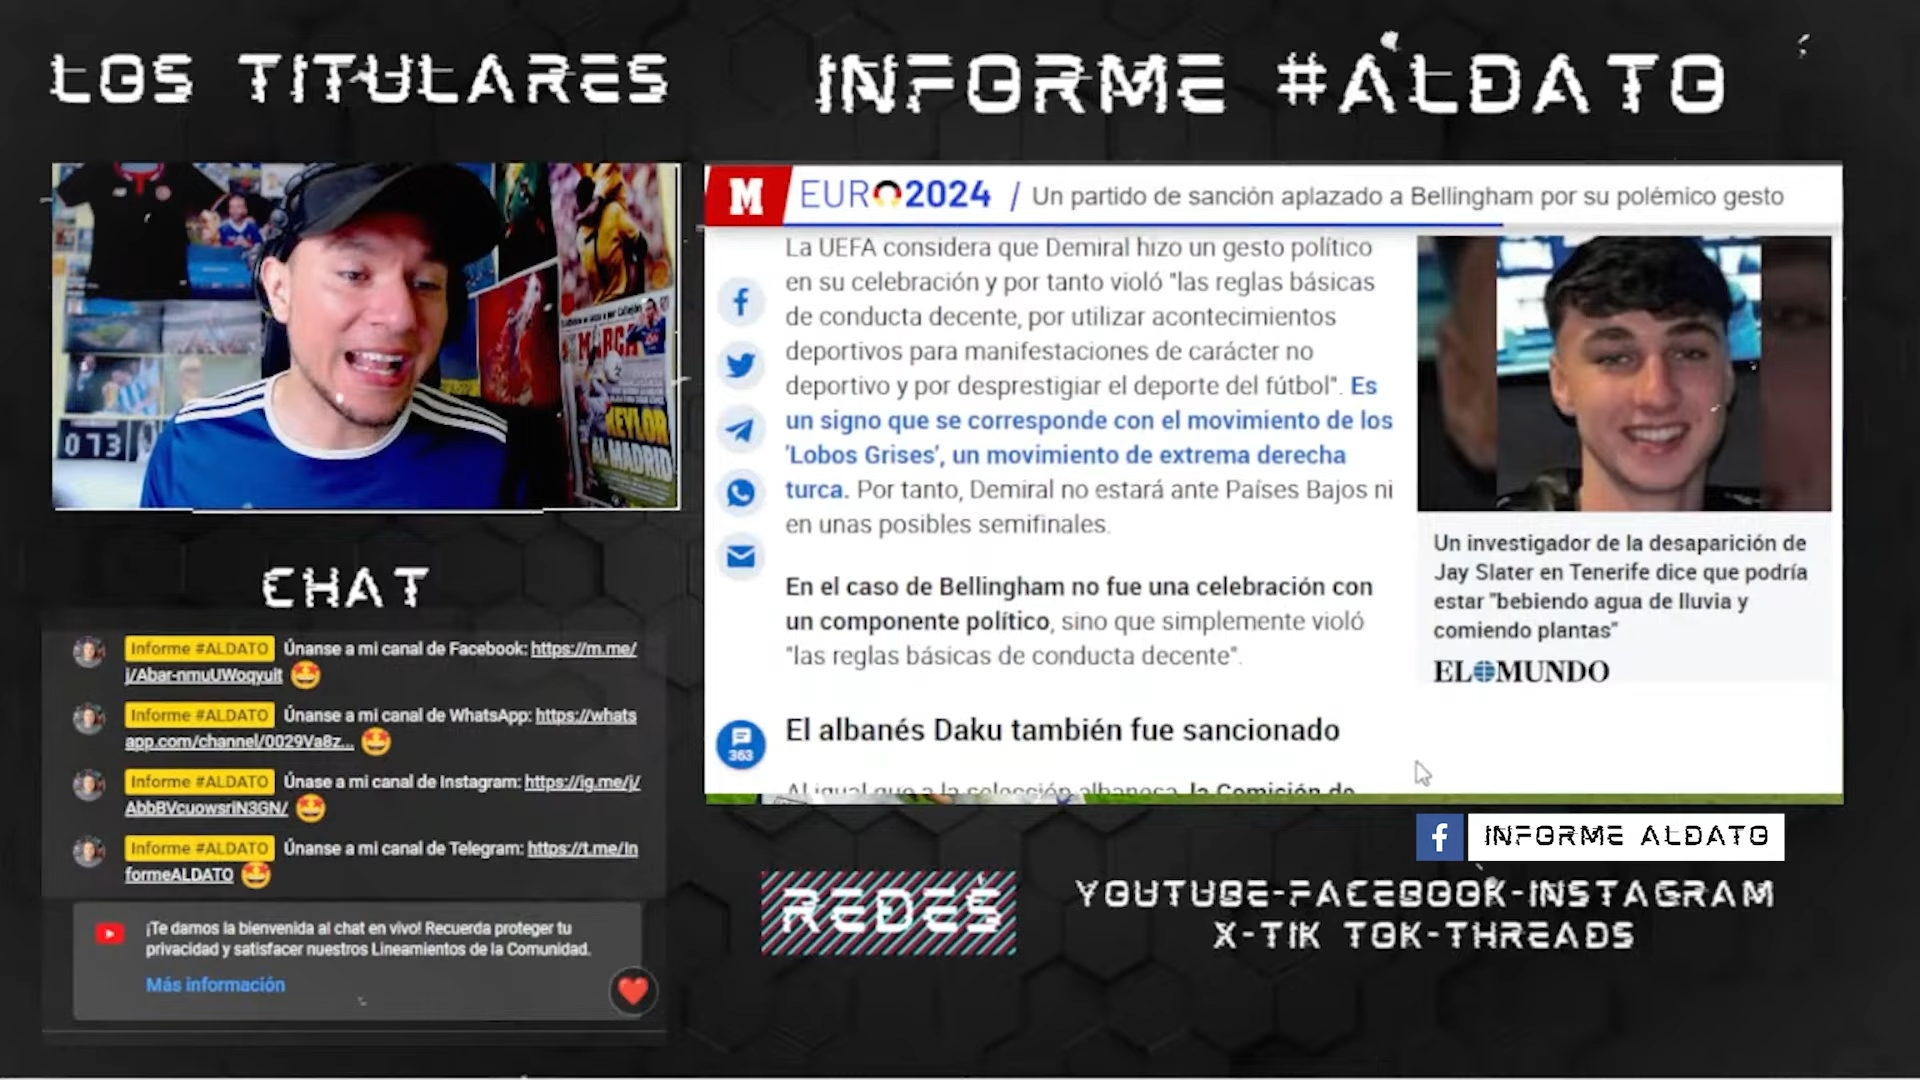 LOS TITULARES
INFORME #ALDATO
M EURO2024 / Un partido de sanción aplazado a Bellingham por su polémico gesto
La UEFA considera que Demiral hizo un gesto político
en su celebración y por tanto violó "las reglas básicas
de conducta decente, por utilizar acontecimientos
deportivos para manifestaciones de carácter no
deportivo y por desprestigiar el deporte del fútbol". Es
un signo que se corresponde con el movimiento de los
'Lobos Grises', un movimiento de extrema derecha
turca. Por tanto, Demiral no estará ante Países Bajos ni
en unas posibles semifinales.
En el caso de Bellingham no fue una celebración con
un componente político, sino que simplemente violó
"las reglas básicas de conducta decente".
363
El albanés Daku también fue sancionado
Al igual que a la selección albanesa, la Comisión de
Un investigador de la desaparición de
Jay Slater en Tenerife dice que podría
estar "bebiendo agua de lluvia y
comiendo plantas"
EL MUNDO
MARCA
KEYLOR
AL MADRID
073
CHAT
Informe #ALDATO Únanse a mi canal de Facebook: https://m.me/
j/Abar-nmuUWoqyuit
Informe #ALDATO Únanse a mi canal de WhatsApp: https://whats
app.com/channel/0029Va8z...
Informe #ALDATO Únase a mi canal de Instagram: https://ig.me/j/
AbbBVcuowsriN3GN/
Informe #ALDATO Únanse a mi canal de Telegram: https://t.me/In
formeALDATO
¡Te damos la bienvenida al chat en vivo! Recuerda proteger tu
privacidad y satisfacer nuestros Lineamientos de la Comunidad.
Más información
INFORME ALDATO
REDES
YOUTUBE-FACEBOOK-INSTAGRAM
X-TIK TOK-THREADS